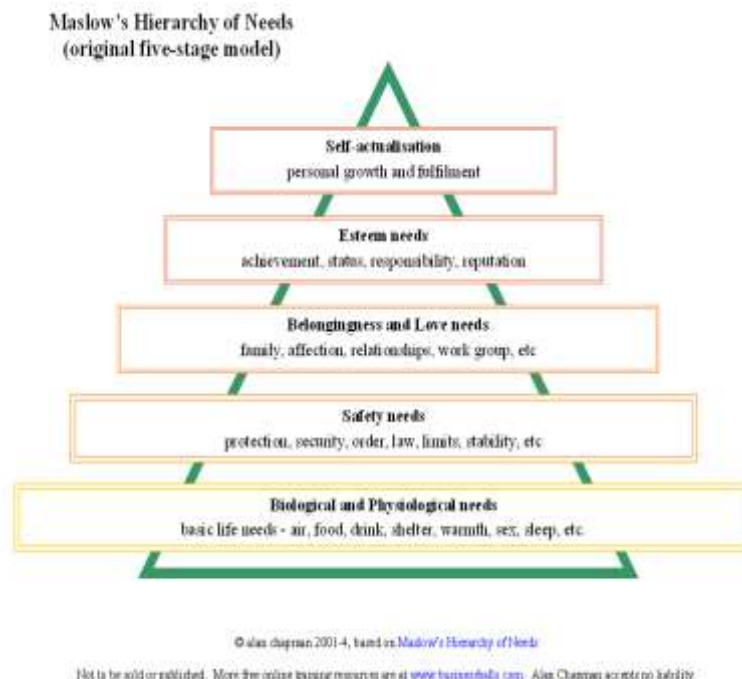 Maslow's Hierarchy of Needs
(original five-stage model)
Self-actualisation
personal growth and fulfilment
Esteem needs
achievement, status, responsibility, reputation
Belongingness and Love needs
family, affection, relationships, work group, etc
Safety needs
protection, security, order, law, limits, stability, etc
Biological and Physiological needs
basic life needs - air, food, drink, shelter, warmth, sex, sleep, etc.
© alan chapman 2001-4, based on Maslow's Hierarchy of Needs
Not to be sold or published. More free online training resources are at www.businessballs.com. Alan Chapman accepts no liability.